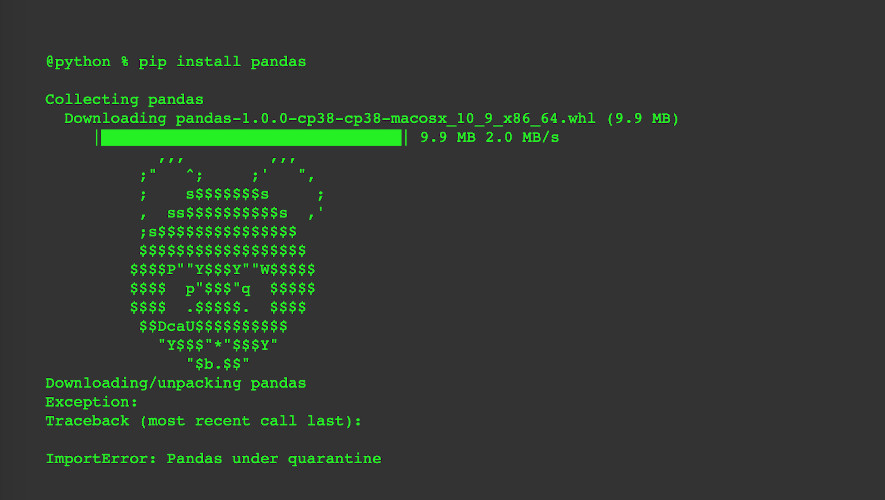 @python % pip install pandas
Collecting pandas
  Downloading pandas-1.0.0-cp38-cp38-macosx_10_9_x86_64.whl (9.9 MB)
     |████████████████████████████████| 9.9 MB 2.0 MB/s
            ,,,         ,,,
          ;"   ^;     ;'   ",
          ;    s$$$$$$$s     ;
          ,  ss$$$$$$$$$$s  ,'
          ;s$$$$$$$$$$$$$$$
          $$$$$$$$$$$$$$$$$$
         $$$$P""Y$$$Y""W$$$$$
         $$$$  p"$$$"q  $$$$$
         $$$$  .$$$$$.  $$$$
          $$DcaU$$$$$$$$$$
            "Y$$$"*"$$$Y"
               "$b.$$"
Downloading/unpacking pandas
Exception:
Traceback (most recent call last):
ImportError: Pandas under quarantine